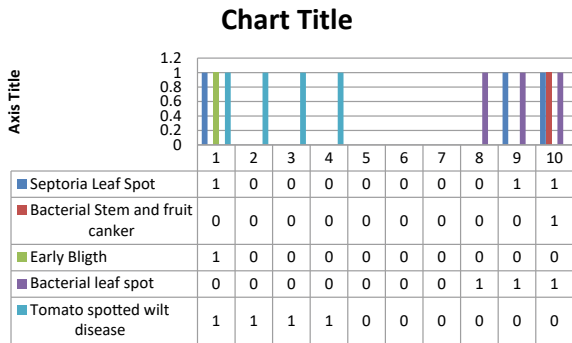 Chart Title
Axis Title
1.2
1
0.8
0.6
0.4
0.2
0
1 2 3 4 5 6 7 8 9 10
Septoria Leaf Spot 1 0 0 0 0 0 0 0 1 1
Bacterial Stem and fruit
canker 0 0 0 0 0 0 0 0 0 1
Early Bligth 1 0 0 0 0 0 0 0 0 0
Bacterial leaf spot 0 0 0 0 0 0 0 1 1 1
Tomato spotted wilt
disease 1 1 1 1 0 0 0 0 0 0